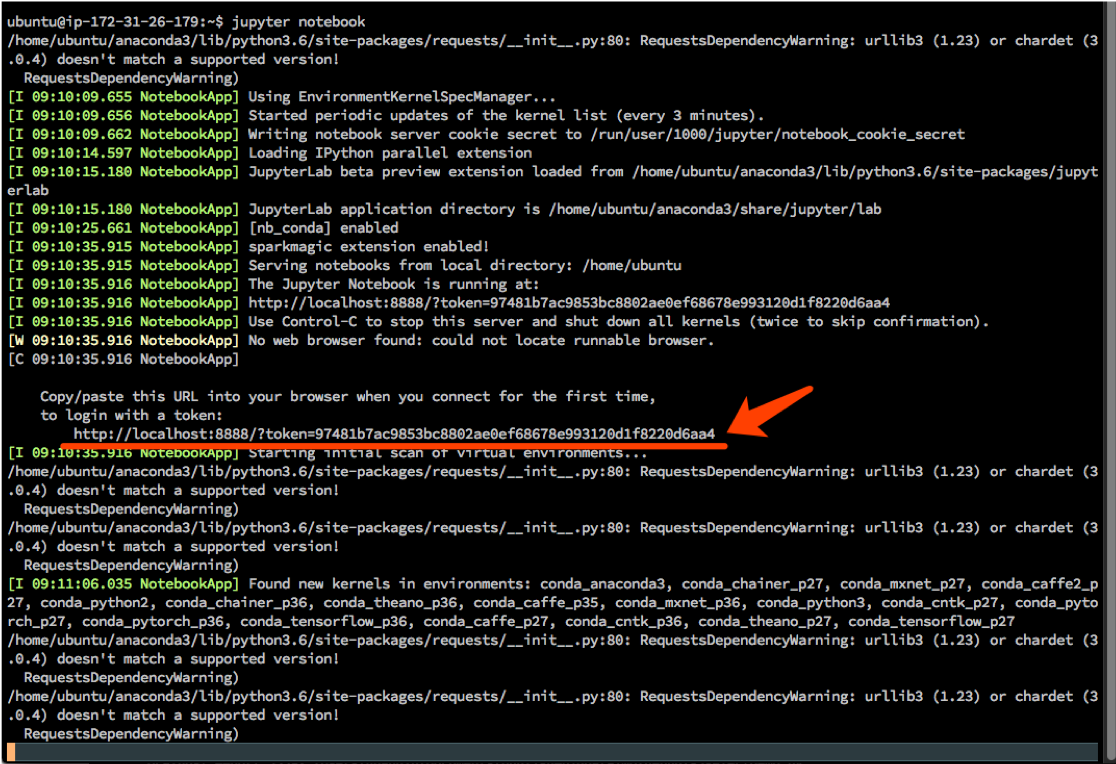 ubuntu@ip-172-31-26-179:~$ jupyter notebook
/home/ubuntu/anaconda3/lib/python3.6/site-packages/requests/__init__.py:80: RequestsDependencyWarning: urllib3 (1.23) or chardet (3
.0.4) doesn't match a supported version!
  RequestsDependencyWarning)
[I 09:10:09.655 NotebookApp] Using EnvironmentKernelSpecManager...
[I 09:10:09.656 NotebookApp] Started periodic updates of the kernel list (every 3 minutes).
[I 09:10:09.662 NotebookApp] Writing notebook server cookie secret to /run/user/1000/jupyter/notebook_cookie_secret
[I 09:10:14.597 NotebookApp] Loading IPython parallel extension
[I 09:10:15.180 NotebookApp] JupyterLab beta preview extension loaded from /home/ubuntu/anaconda3/lib/python3.6/site-packages/jupyt
erlab
[I 09:10:15.180 NotebookApp] JupyterLab application directory is /home/ubuntu/anaconda3/share/jupyter/lab
[I 09:10:25.661 NotebookApp] [nb_conda] enabled
[I 09:10:35.915 NotebookApp] sparkmagic extension enabled!
[I 09:10:35.915 NotebookApp] Serving notebooks from local directory: /home/ubuntu
[I 09:10:35.916 NotebookApp] The Jupyter Notebook is running at:
[I 09:10:35.916 NotebookApp] http://localhost:8888/?token=97481b7ac9853bc8802ae0ef68678e993120d1f8220d6aa4
[I 09:10:35.916 NotebookApp] Use Control-C to stop this server and shut down all kernels (twice to skip confirmation).
[W 09:10:35.916 NotebookApp] No web browser found: could not locate runnable browser.
[C 09:10:35.916 NotebookApp]
    Copy/paste this URL into your browser when you connect for the first time,
    to login with a token:
        http://localhost:8888/?token=97481b7ac9853bc8802ae0ef68678e993120d1f8220d6aa4
[I 09:10:35.916 NotebookApp] Starting initial scan of virtual environments...
/home/ubuntu/anaconda3/lib/python3.6/site-packages/requests/__init__.py:80: RequestsDependencyWarning: urllib3 (1.23) or chardet (3
.0.4) doesn't match a supported version!
  RequestsDependencyWarning)
/home/ubuntu/anaconda3/lib/python3.6/site-packages/requests/__init__.py:80: RequestsDependencyWarning: urllib3 (1.23) or chardet (3
.0.4) doesn't match a supported version!
  RequestsDependencyWarning)
[I 09:11:06.035 NotebookApp] Found new kernels in environments: conda_anaconda3, conda_chainer_p27, conda_mxnet_p27, conda_caffe2_p
27, conda_python2, conda_chainer_p36, conda_theano_p36, conda_caffe_p35, conda_mxnet_p36, conda_python3, conda_cntk_p27, conda_pyto
rch_p27, conda_pytorch_p36, conda_tensorflow_p36, conda_caffe_p27, conda_cntk_p36, conda_theano_p27, conda_tensorflow_p27
/home/ubuntu/anaconda3/lib/python3.6/site-packages/requests/__init__.py:80: RequestsDependencyWarning: urllib3 (1.23) or chardet (3
.0.4) doesn't match a supported version!
  RequestsDependencyWarning)
/home/ubuntu/anaconda3/lib/python3.6/site-packages/requests/__init__.py:80: RequestsDependencyWarning: urllib3 (1.23) or chardet (3
.0.4) doesn't match a supported version!
  RequestsDependencyWarning)